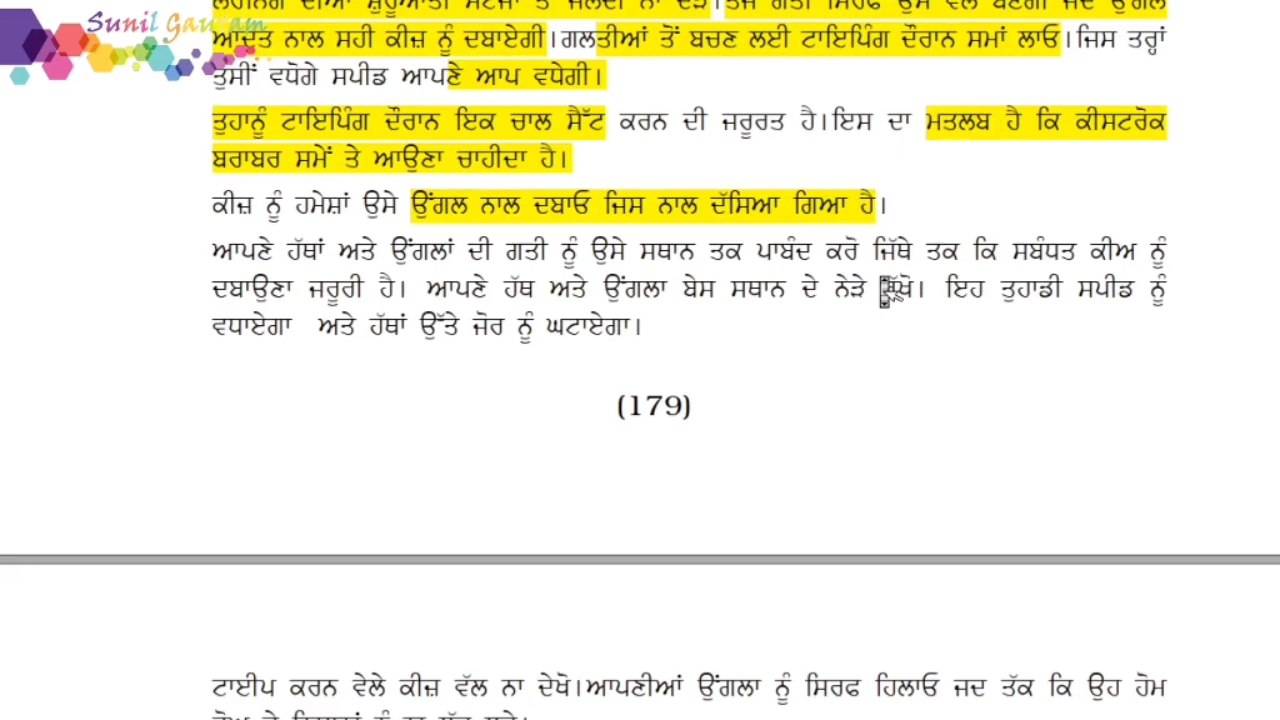 Sunil Gautam
ਆਦਤ ਨਾਲ ਸਹੀ ਕੀਜ਼ ਨੂੰ ਦਬਾਏਗੀ।ਗਲਤੀਆਂ ਤੋਂ ਬਚਣ ਲਈ ਟਾਇਪਿੰਗ ਦੌਰਾਨ ਸਮਾਂ ਲਾਓ।ਜਿਸ ਤਰ੍ਹਾਂ
ਤੁਸੀਂ ਵਧੋਗੇ ਸਪੀਡ ਆਪਣੇ ਆਪ ਵਧੇਗੀ।
ਤੁਹਾਨੂੰ ਟਾਇਪਿੰਗ ਦੌਰਾਨ ਇਕ ਚਾਲ ਸੈੱਟ ਕਰਨ ਦੀ ਜਰੂਰਤ ਹੈ।ਇਸ ਦਾ ਮਤਲਬ ਹੈ ਕਿ ਕੀਸਟਰੋਕ
ਬਰਾਬਰ ਸਮੇਂ ਤੇ ਆਉਣਾ ਚਾਹੀਦਾ ਹੈ।
ਕੀਜ਼ ਨੂੰ ਹਮੇਸ਼ਾਂ ਉਸੇ ਉਂਗਲ ਨਾਲ ਦਬਾਓ ਜਿਸ ਨਾਲ ਦੱਸਿਆ ਗਿਆ ਹੈ।
ਆਪਣੇ ਹੱਥਾਂ ਅਤੇ ਉਂਗਲਾਂ ਦੀ ਗਤੀ ਨੂੰ ਉਸੇ ਸਥਾਨ ਤਕ ਪਾਬੰਦ ਕਰੋ ਜਿੱਥੇ ਤਕ ਕਿ ਸਬੰਧਤ ਕੀਅ ਨੂੰ
ਦਬਾਉਣਾ ਜਰੂਰੀ ਹੈ। ਆਪਣੇ ਹੱਥ ਅਤੇ ਉਂਗਲਾ ਬੇਸ ਸਥਾਨ ਦੇ ਨੇੜੇ ਰੱਖੋ। ਇਹ ਤੁਹਾਡੀ ਸਪੀਡ ਨੂੰ
ਵਧਾਏਗਾ ਅਤੇ ਹੱਥਾਂ ਉੱਤੇ ਜੋਰ ਨੂੰ ਘਟਾਏਗਾ।
(179)
ਟਾਈਪ ਕਰਨ ਵੇਲੇ ਕੀਜ਼ ਵੱਲ ਨਾ ਦੇਖੋ।ਆਪਣੀਆਂ ਉਂਗਲਾ ਨੂੰ ਸਿਰਫ ਹਿਲਾਓ ਜਦ ਤੱਕ ਕਿ ਉਹ ਹੋਮ